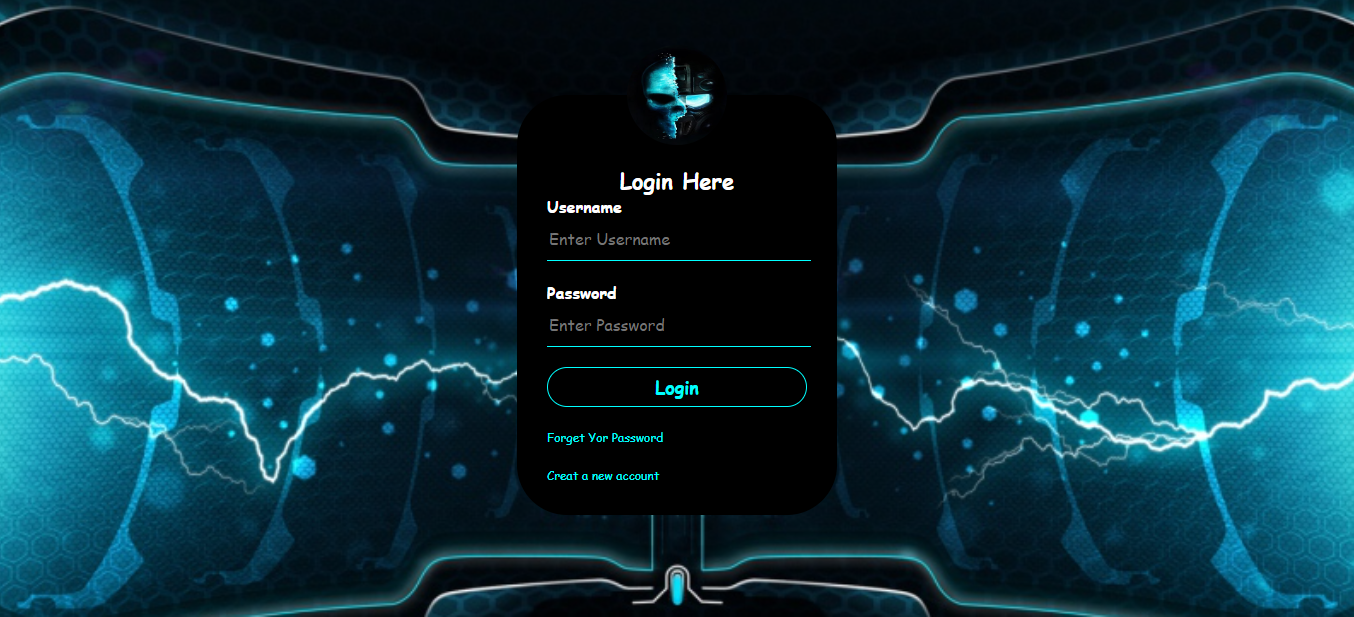 Login Here
Username
Enter Username
Password
Enter Password
Login
Forget Yor Password
Creat a new account